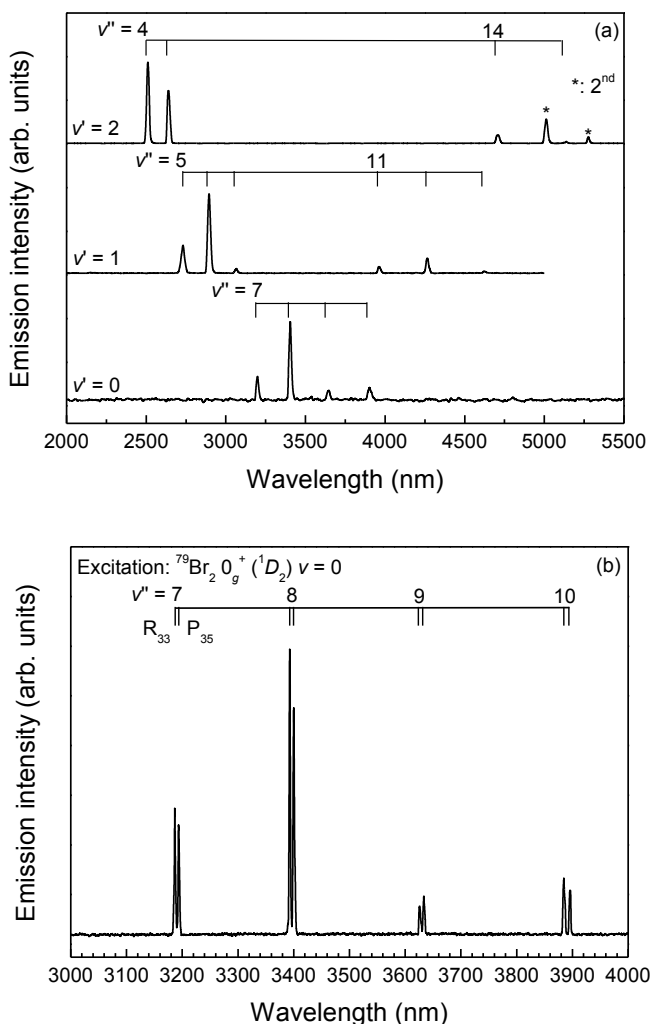 v'' = 4 14 (a)
*: 2nd
* *
v' = 2
v'' = 5 11
v' = 1
v'' = 7
v' = 0
2000 2500 3000 3500 4000 4500 5000 5500
Wavelength (nm)
Emission intensity (arb. units)
Excitation: ⁷⁹Br₂ 0g⁺ (¹D₂) v = 0 (b)
v'' = 7 8 9 10
R₃₃ P₃₅
3000 3100 3200 3300 3400 3500 3600 3700 3800 3900 4000
Wavelength (nm)
Emission intensity (arb. units)